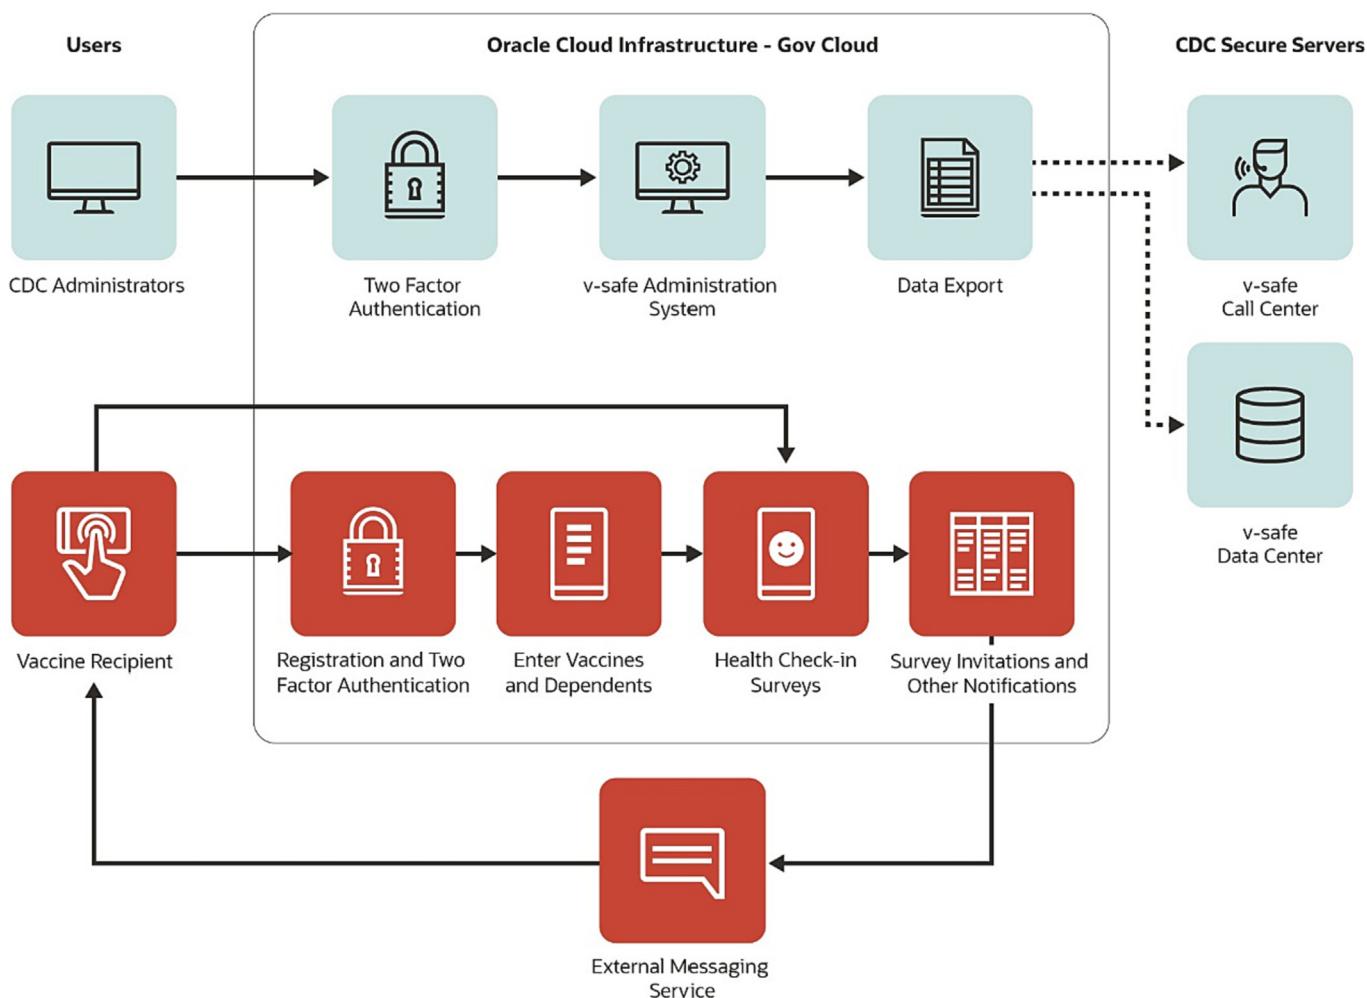 Users
Oracle Cloud Infrastructure - Gov Cloud
CDC Secure Servers
CDC Administrators
Two Factor
Authentication
v-safe Administration
System
Data Export
v-safe
Call Center
v-safe
Data Center
Vaccine Recipient
Registration and Two
Factor Authentication
Enter Vaccines
and Dependents
Health Check-in
Surveys
Survey Invitations and
Other Notifications
External Messaging
Service